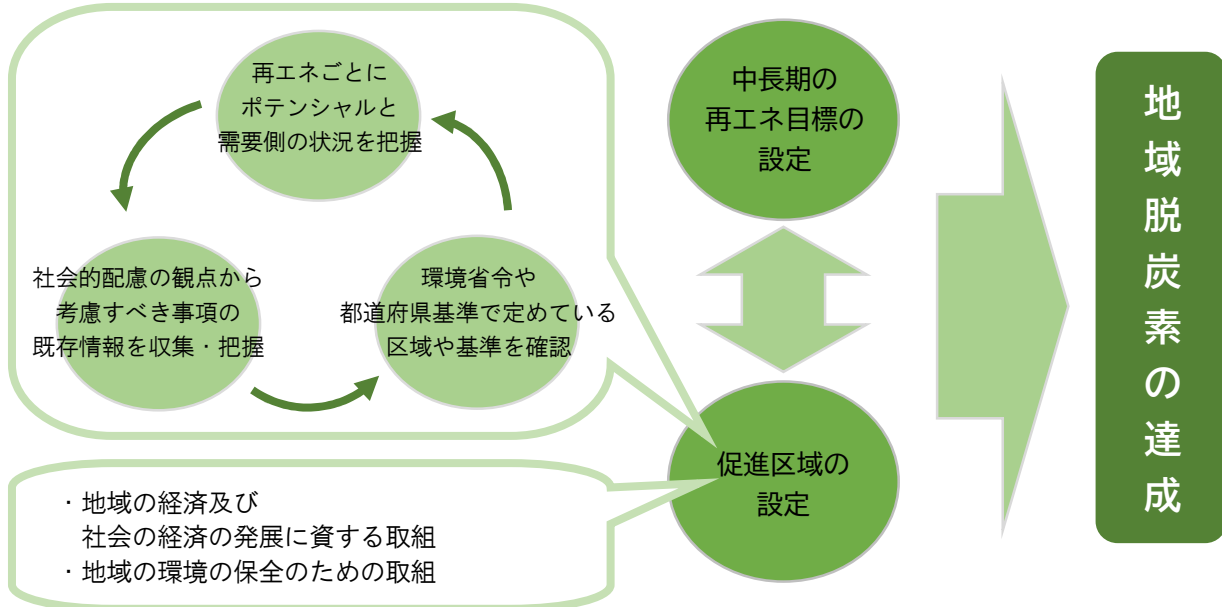 再エネごとに
ポテンシャルと
需要側の状況を把握
社会的配慮の観点から
考慮すべき事項の
既存情報を収集・把握
環境省令や
都道府県基準で定めている
区域や基準を確認
・地域の経済及び
社会の経済の発展に資する取組
・地域の環境の保全のための取組
中長期の
再エネ目標の
設定
促進区域の
設定
地域脱炭素の達成